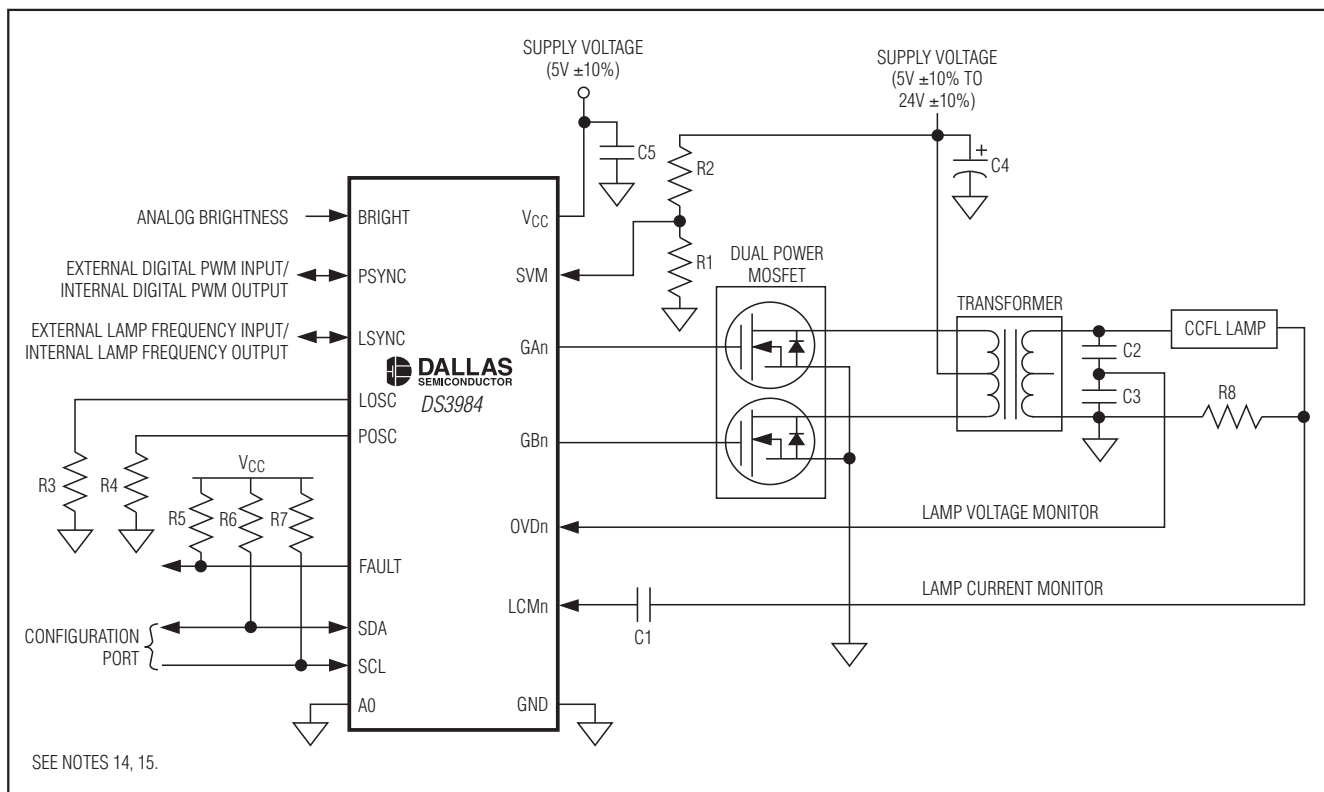 SUPPLY VOLTAGE
(5V ±10%)
SUPPLY VOLTAGE
(5V ±10% TO
24V ±10%)
C5
R2
C4
+
ANALOG BRIGHTNESS
BRIGHT
VCC
EXTERNAL DIGITAL PWM INPUT/
INTERNAL DIGITAL PWM OUTPUT
PSYNC
SVM
R1
DUAL POWER
MOSFET
EXTERNAL LAMP FREQUENCY INPUT/
INTERNAL LAMP FREQUENCY OUTPUT
LSYNC
GAn
TRANSFORMER
CCFL LAMP
C2
DALLAS
SEMICONDUCTOR
DS3984
LOSC
POSC
GBn
C3
R8
R3
R4
VCC
R5
R6
R7
OVDn
LAMP VOLTAGE MONITOR
FAULT
LCMn
C1
LAMP CURRENT MONITOR
CONFIGURATION
PORT
SDA
SCL
A0
GND
SEE NOTES 14, 15.